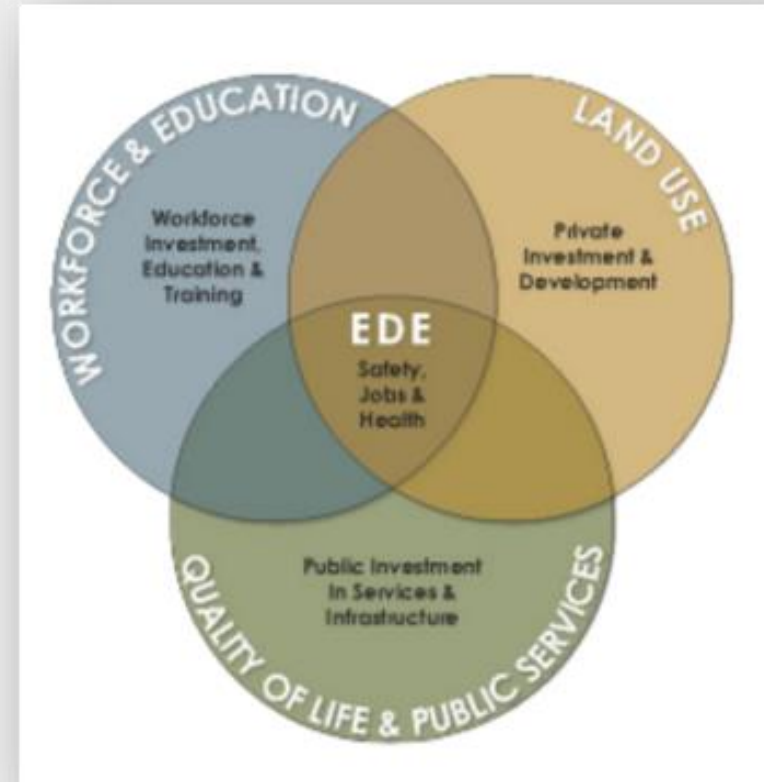 WORKFORCE & EDUCATION
Workforce
Investment,
Education &
Training
LAND USE
Private
Investment &
Development
EDE
Safety,
Jobs &
Health
Public Investment
In Services &
Infrastructure
QUALITY OF LIFE & PUBLIC SERVICES